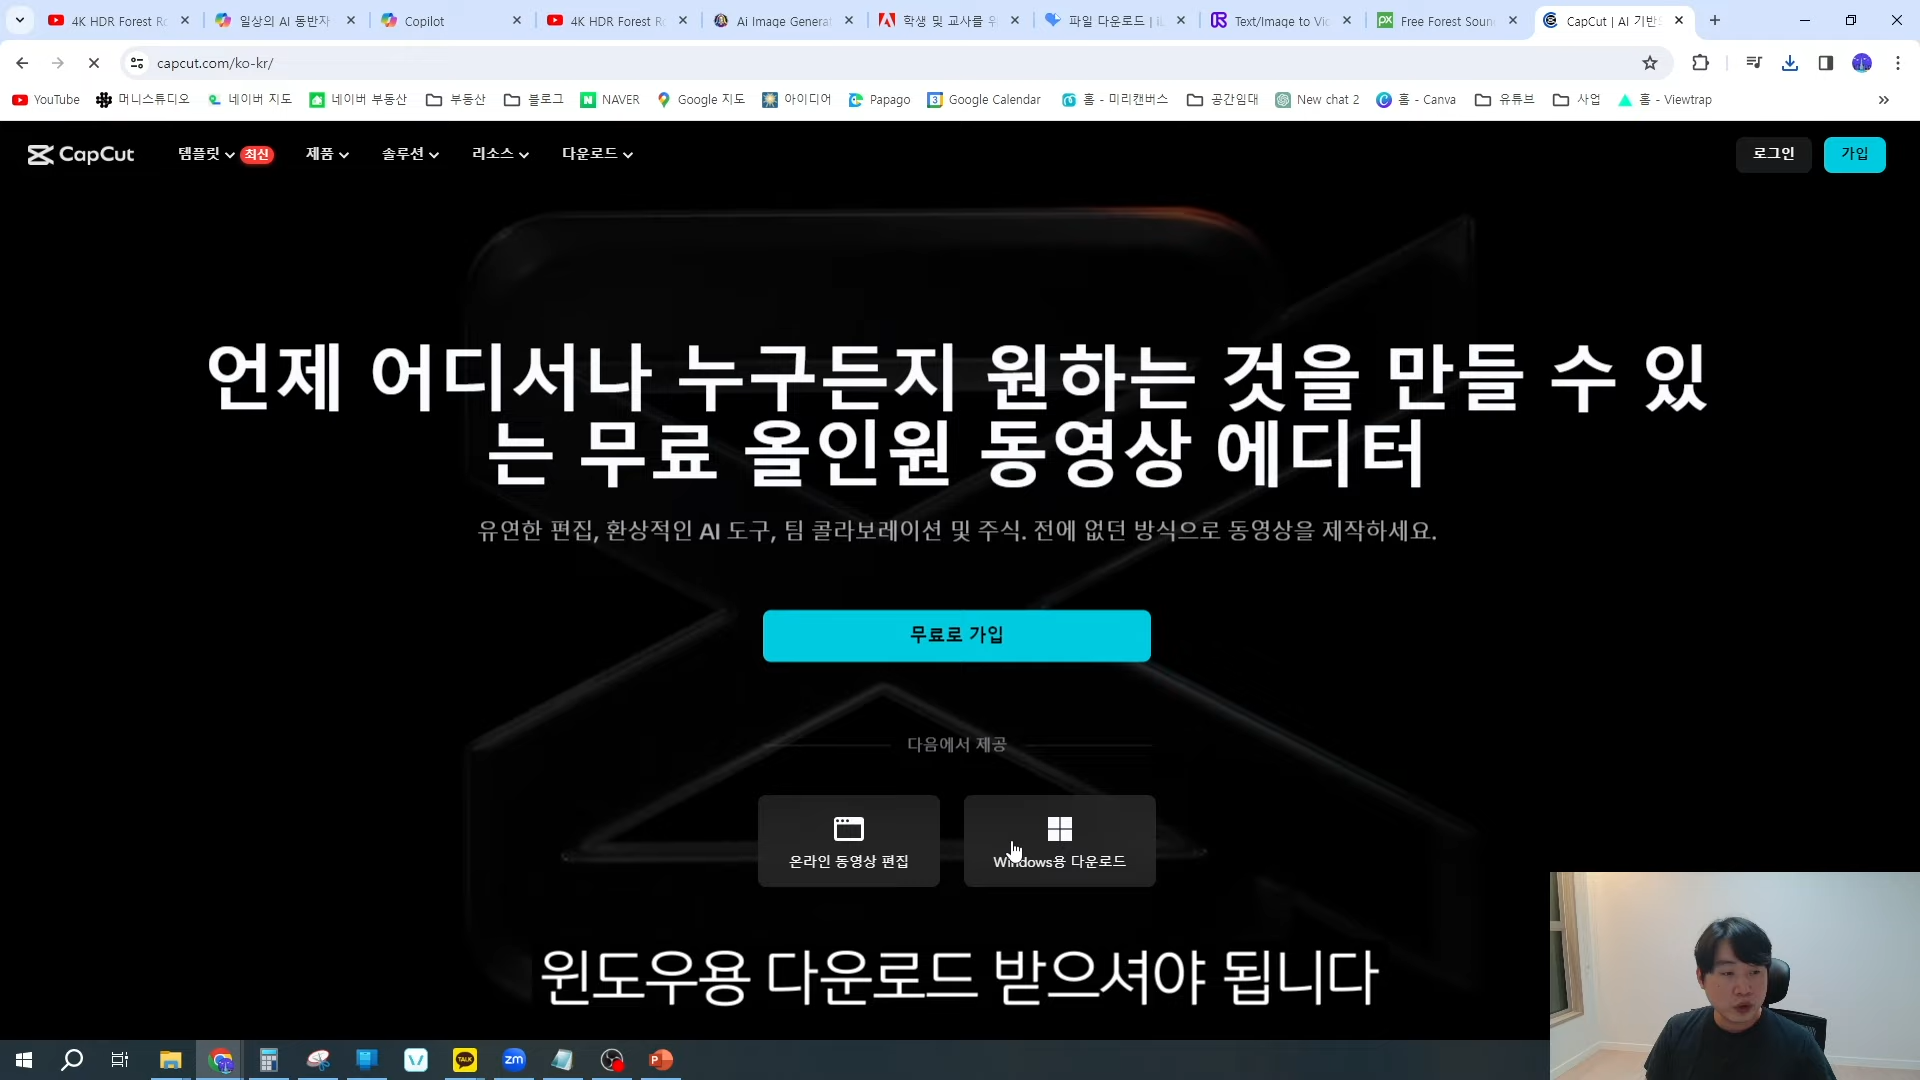 4K HDR Forest Ro
일상의 AI 동반자
Copilot
4K HDR Forest Ro
Ai Image Generat
학생 및 교사를 위
파일 다운로드 | iL
Text/Image to Vid
Free Forest Soun
CapCut | AI 기반
capcut.com/ko-kr/
YouTube
머니스튜디오
네이버 지도
네이버 부동산
부동산
블로그
NAVER
Google 지도
아이디어
Papago
Google Calendar
홈 - 미리캔버스
공간임대
New chat 2
홈 - Canva
유튜브
사업
홈 - Viewtrap
CapCut
템플릿
최신
제품
솔루션
리소스
다운로드
로그인
가입
언제 어디서나 누구든지 원하는 것을 만들 수 있
는 무료 올인원 동영상 에디터
유연한 편집, 환상적인 AI 도구, 팀 콜라보레이션 및 주식. 전에 없던 방식으로 동영상을 제작하세요.
무료로 가입
다음에서 제공
온라인 동영상 편집
Windows용 다운로드
윈도우용 다운로드 받으셔야 됩니다
TALK
zm